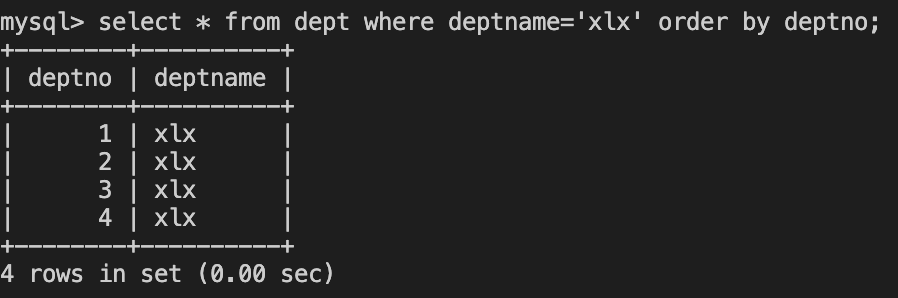 mysql> select * from dept where deptname='xlx' order by deptno;
+--------+----------+
| deptno | deptname |
+--------+----------+
|      1 | xlx      |
|      2 | xlx      |
|      3 | xlx      |
|      4 | xlx      |
+--------+----------+
4 rows in set (0.00 sec)